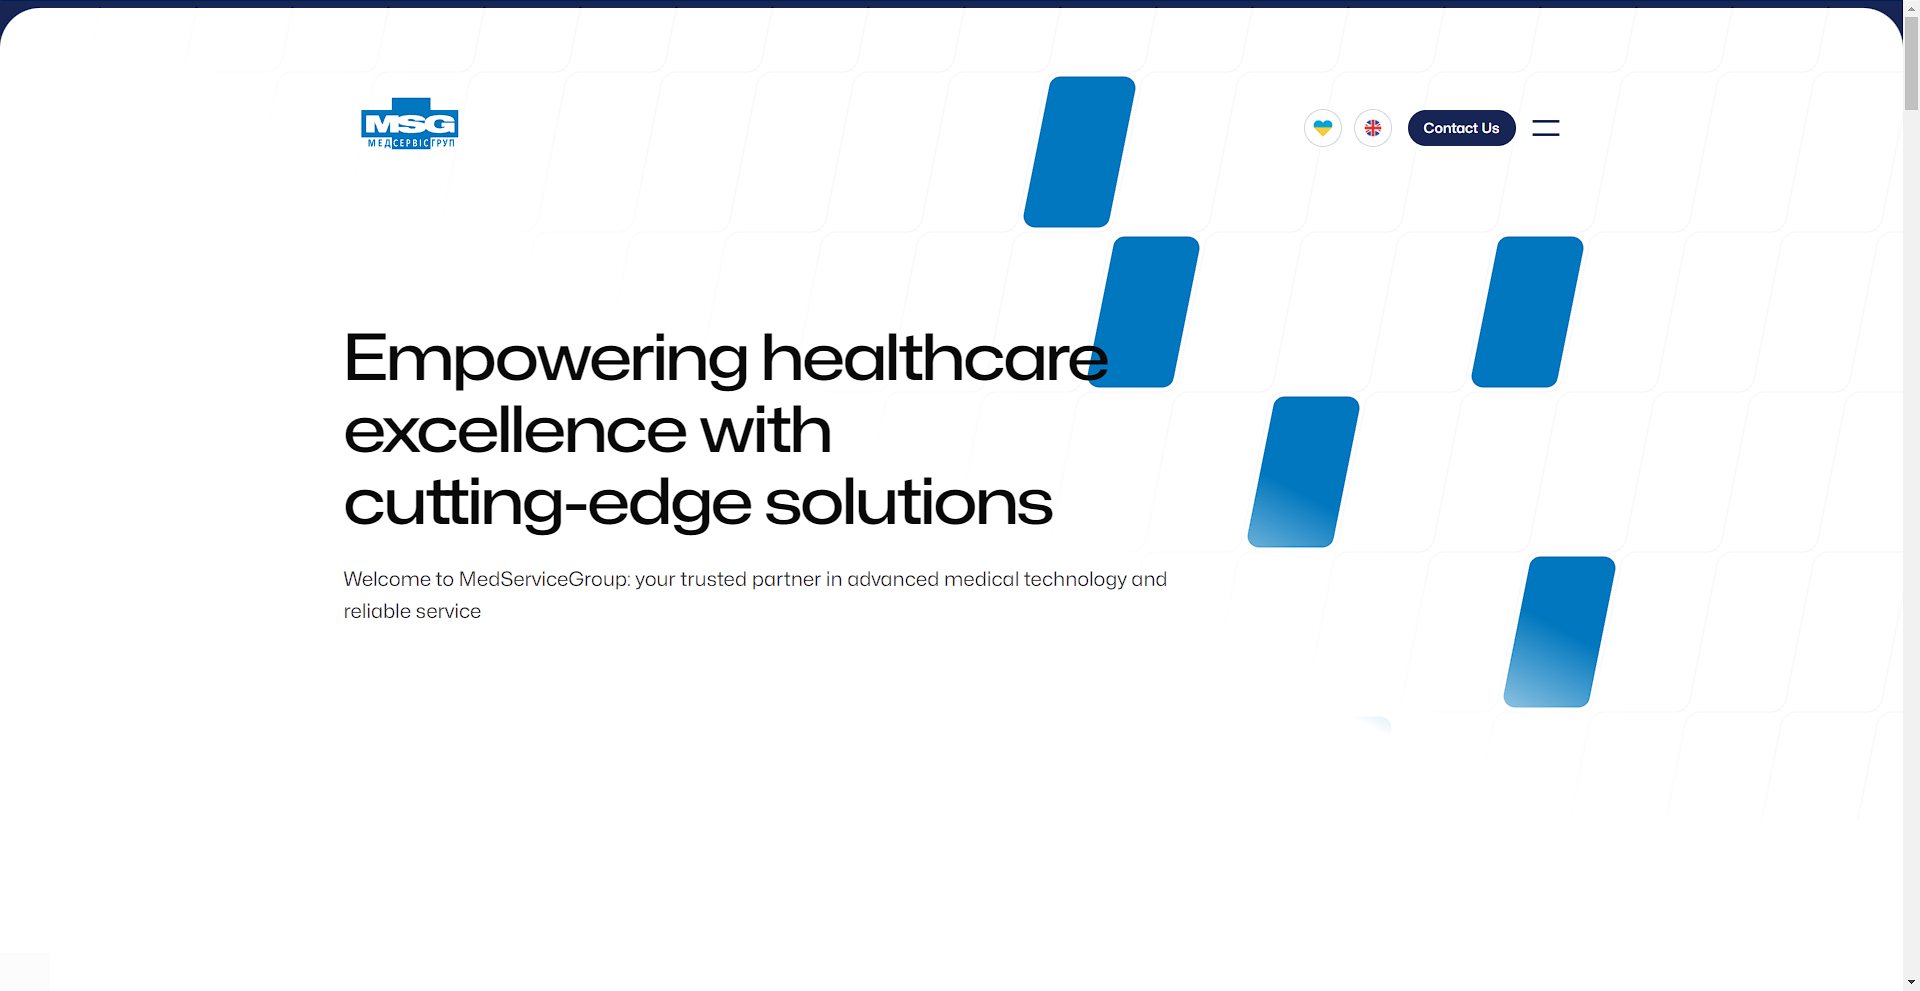 MSG
МЕДСЕРВІСГРУП
Contact Us
Empowering healthcare
excellence with
cutting-edge solutions
Welcome to MedServiceGroup: your trusted partner in advanced medical technology and
reliable service